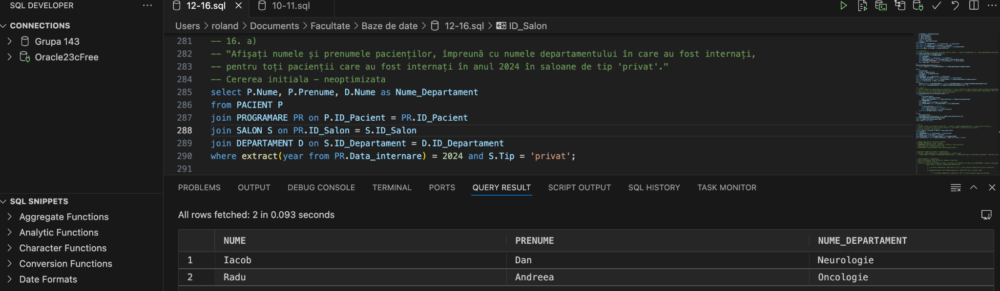 SQL DEVELOPER
CONNECTIONS
Grupa 143
Oracle23cFree
SQL SNIPPETS
Aggregate Functions
Analytic Functions
Character Functions
Conversion Functions
Date Formats
12-16.sql
10-11.sql
Users > roland > Documents > Facultate > Baze de date > 12-16.sql > ID_Salon
281 -- 16. a)
282 -- "Afișați numele și prenumele pacienților, împreună cu numele departamentului în care au fost internați,
283 -- pentru toți pacienții care au fost internați în anul 2024 în saloane de tip 'privat'."
284 -- Cererea initiala – neoptimizata
285 select P.Nume, P.Prenume, D.Nume as Nume_Departament
286 from PACIENT P
287 join PROGRAMARE PR on P.ID_Pacient = PR.ID_Pacient
288 join SALON S on PR.ID_Salon = S.ID_Salon
289 join DEPARTAMENT D on S.ID_Departament = D.ID_Departament
290 where extract(year from PR.Data_internare) = 2024 and S.Tip = 'privat';
291
PROBLEMS OUTPUT DEBUG CONSOLE TERMINAL PORTS QUERY RESULT SCRIPT OUTPUT SQL HISTORY TASK MONITOR
All rows fetched: 2 in 0.093 seconds
NUME PRENUME NUME_DEPARTAMENT
1 Iacob Dan Neurologie
2 Radu Andreea Oncologie